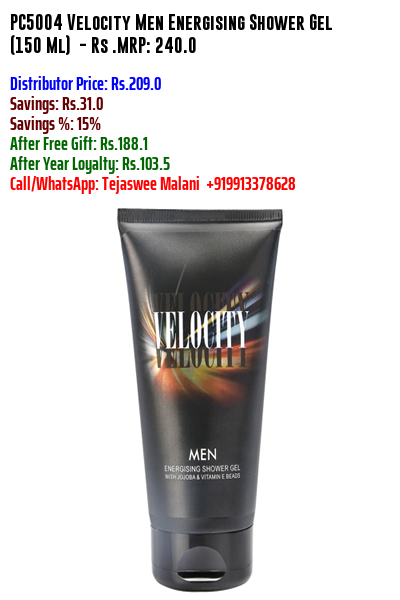 PC5004 Velocity Men Energising Shower Gel
(150 Ml) - Rs .MRP: 240.0
Distributor Price: Rs.209.0
Savings: Rs.31.0
Savings %: 15%
After Free Gift: Rs.188.1
After Year Loyalty: Rs.103.5
Call/WhatsApp: Tejaswee Malani +919913378628
VELOCITY
VELOCITY
VELOCITY
MEN
ENERGISING SHOWER GEL
WITH JOJOBA & VITAMIN E BEADS